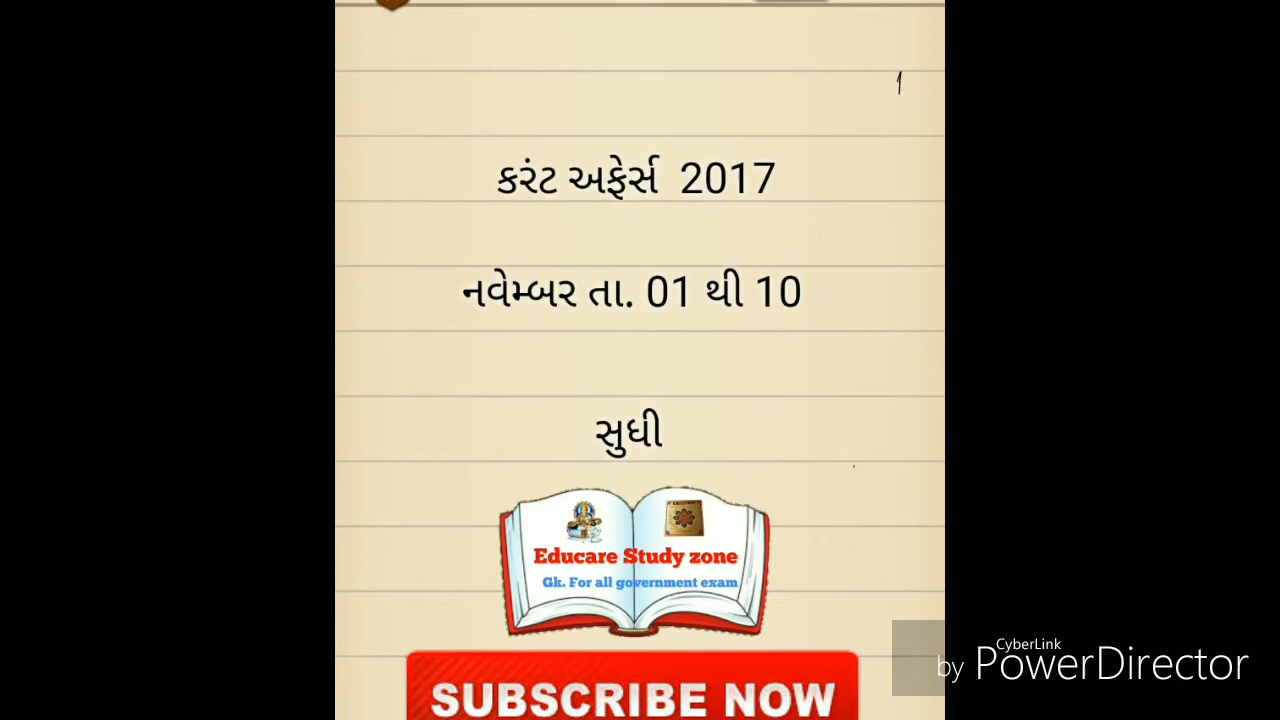 1
કરંટ અફેર્સ 2017
નવેમ્બર તા. 01 થી 10
સુધી
Educare Study zone
Gk. For all government exam
SUBSCRIBE NOW
CyberLink
by PowerDirector